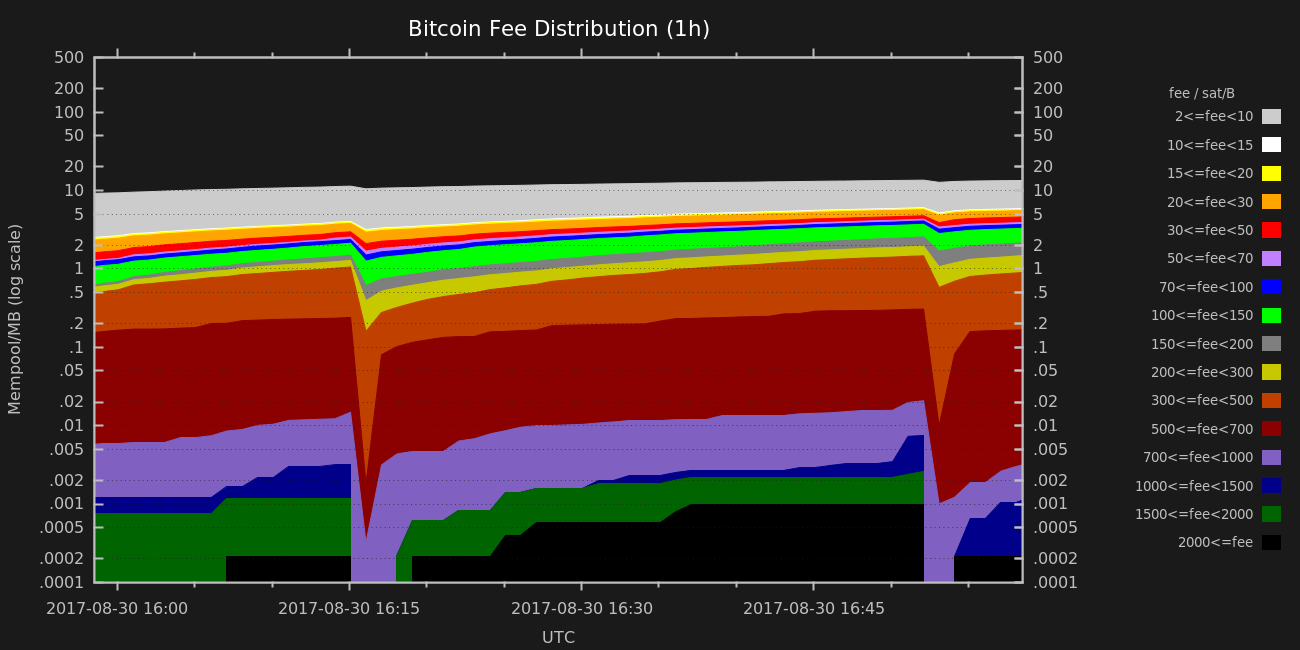 Bitcoin Fee Distribution (1h)
Mempool/MB (log scale)
500
200
100
50
20
10
5
2
1
.5
.2
.1
.05
.02
.01
.005
.002
.001
.0005
.0002
.0001
500
200
100
50
20
10
5
2
1
.5
.2
.1
.05
.02
.01
.005
.002
.001
.0005
.0002
.0001
2017-08-30 16:00 2017-08-30 16:15 2017-08-30 16:30 2017-08-30 16:45
UTC
fee / sat/B
2<=fee<10
10<=fee<15
15<=fee<20
20<=fee<30
30<=fee<50
50<=fee<70
70<=fee<100
100<=fee<150
150<=fee<200
200<=fee<300
300<=fee<500
500<=fee<700
700<=fee<1000
1000<=fee<1500
1500<=fee<2000
2000<=fee